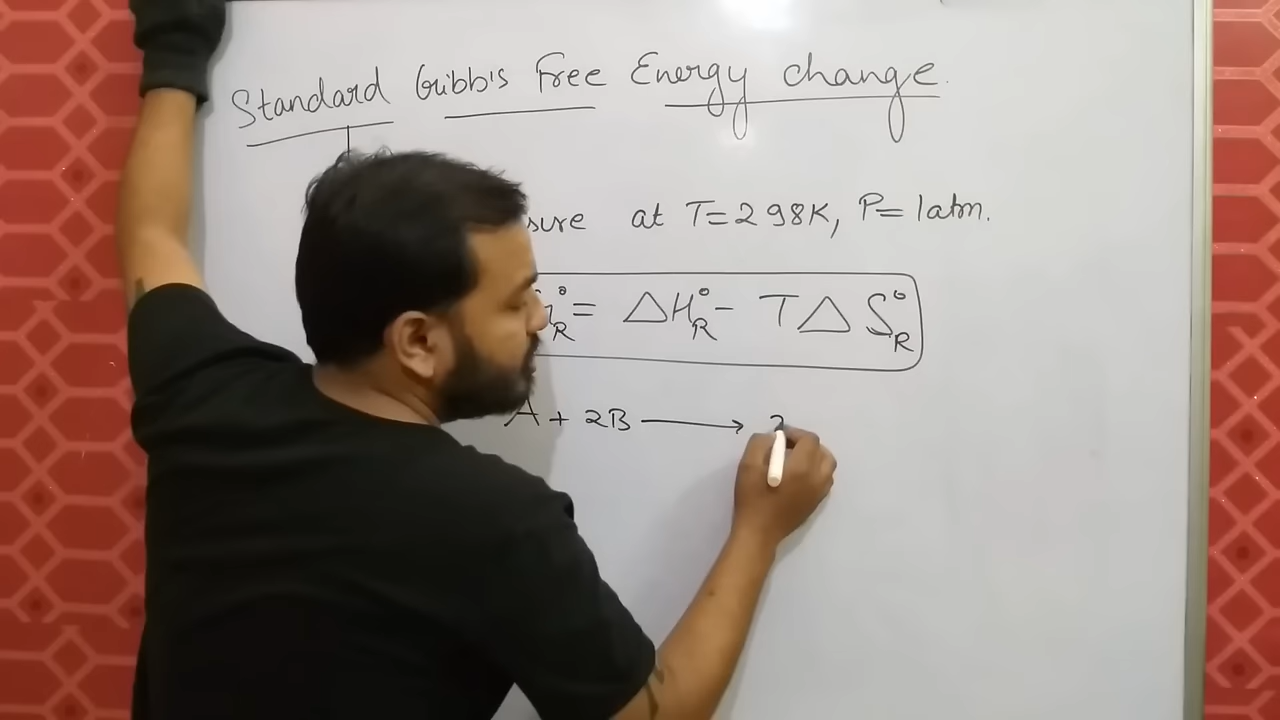 Standard Gibb's Free Energy change.
sure at T=298K, P=1atm.
° R = ΔH°R - TΔS°R
A + 2B ⟶